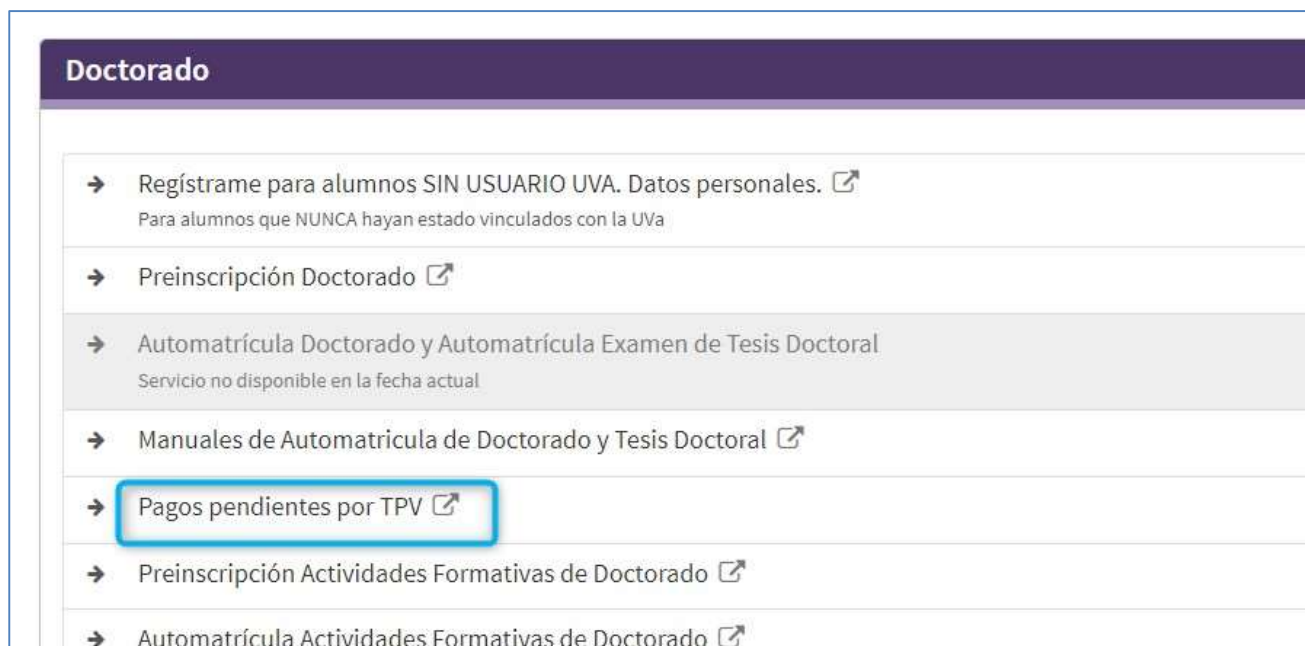 Doctorado
Regístrame para alumnos SIN USUARIO UVA. Datos personales.
Para alumnos que NUNCA hayan estado vinculados con la UVa
Preinscripción Doctorado
Automatrícula Doctorado y Automatrícula Examen de Tesis Doctoral
Servicio no disponible en la fecha actual
Manuales de Automatricula de Doctorado y Tesis Doctoral
Pagos pendientes por TPV
Preinscripción Actividades Formativas de Doctorado
Automatrícula Actividades Formativas de Doctorado